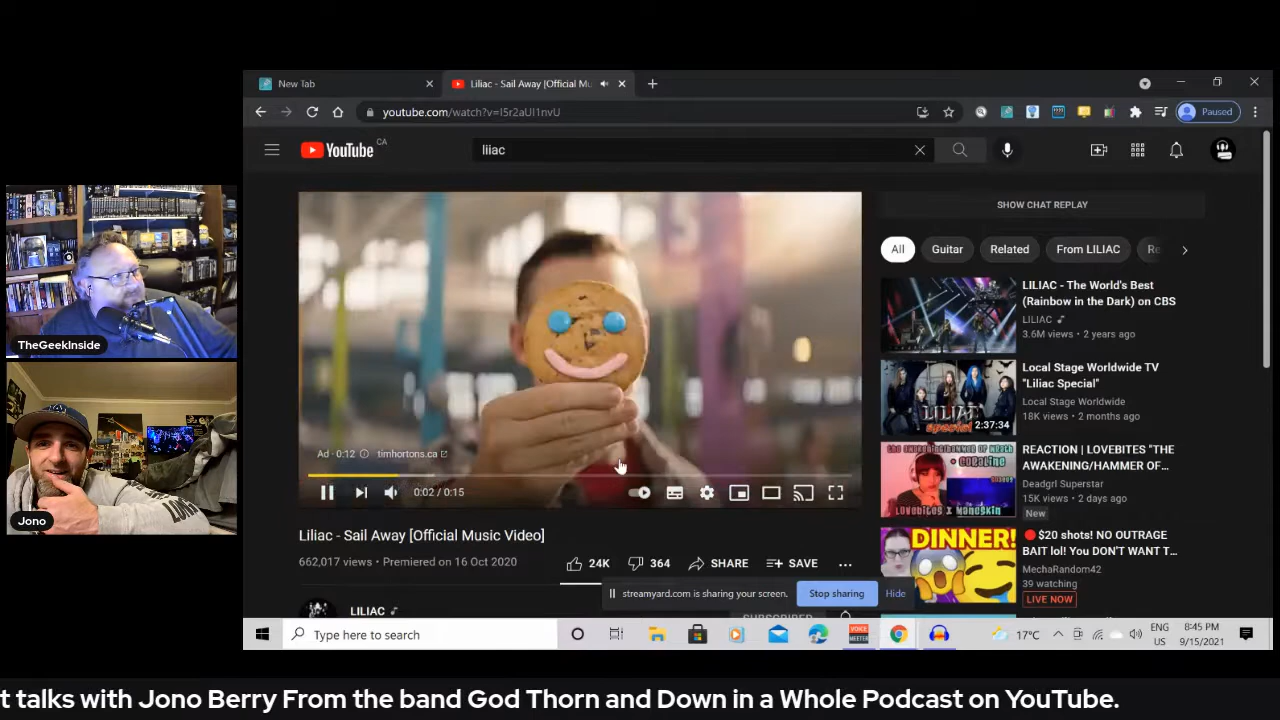 New Tab
Liliac - Sail Away [Official Mu
youtube.com/watch?v=I5r2aUI1nvU
Paused
YouTube CA
liiac
SHOW CHAT REPLAY
All
Guitar
Related
From LILIAC
Re
LILIAC - The World's Best
(Rainbow in the Dark) on CBS
LILIAC
3.6M views • 2 years ago
Local Stage Worldwide TV
"Liliac Special"
Local Stage Worldwide
18K views • 2 months ago
LILIAC
special
2:37:34
REACTION | LOVEBITES "THE
AWAKENING/HAMMER OF...
Deadgrl Superstar
15K views • 2 days ago
New
DINNER!
$20 shots! NO OUTRAGE
BAIT lol! You DON'T WANT T...
MechaRandom42
39 watching
LIVE NOW
TheGeekInside
Jono
Ad · 0:12
timhortons.ca
0:02 / 0:15
Liliac - Sail Away [Official Music Video]
662,017 views • Premiered on 16 Oct 2020
24K
364
SHARE
SAVE
LILIAC
SUBSCRIBED
streamyard.com is sharing your screen.
Stop sharing
Hide
Type here to search
VOICE
MEETER
17°C
ENG
US
8:45 PM
9/15/2021
t talks with Jono Berry From the band God Thorn and Down in a Whole Podcast on YouTube.